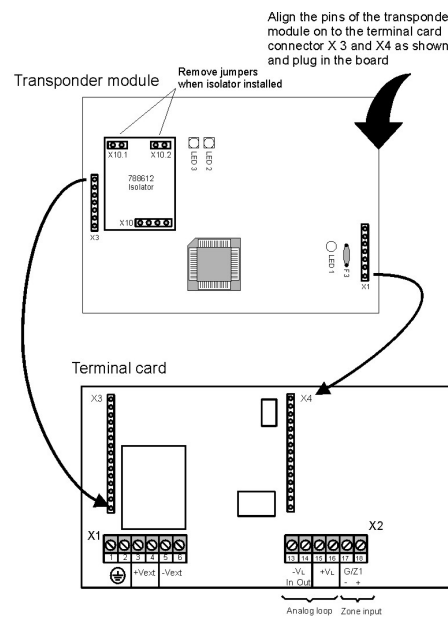 Align the pins of the transponde
module on to the terminal card
connector X 3 and X4 as shown
and plug in the board
Transponder module
Remove jumpers
when isolator installed
X10.1
X10.2
LED 3
LED 2
788612
Isolator
X10
X3
LED 1
F3
X1
Terminal card
X3
X4
X1
X2
1 2 3 4 5 6
13 14 15 16 17 18
+Vext -Vext
-VL +VL G/Z1
In Out - +
Analog loop Zone input